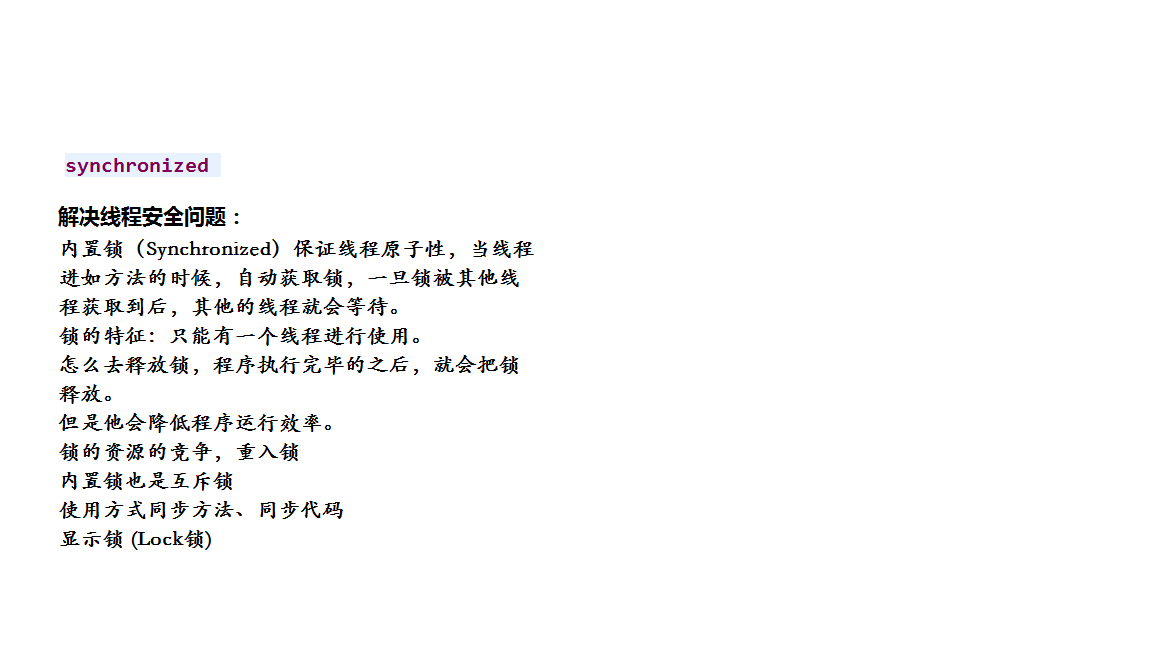 synchronized
解决线程安全问题：
内置锁（Synchronized）保证线程原子性，当线程
进如方法的时候，自动获取锁，一旦锁被其他线
程获取到后，其他的线程就会等待。
锁的特征：只能有一个线程进行使用。
怎么去释放锁，程序执行完毕的之后，就会把锁
释放。
但是他会降低程序运行效率。
锁的资源的竞争，重入锁
内置锁也是互斥锁
使用方式同步方法、同步代码
显示锁 (Lock锁)